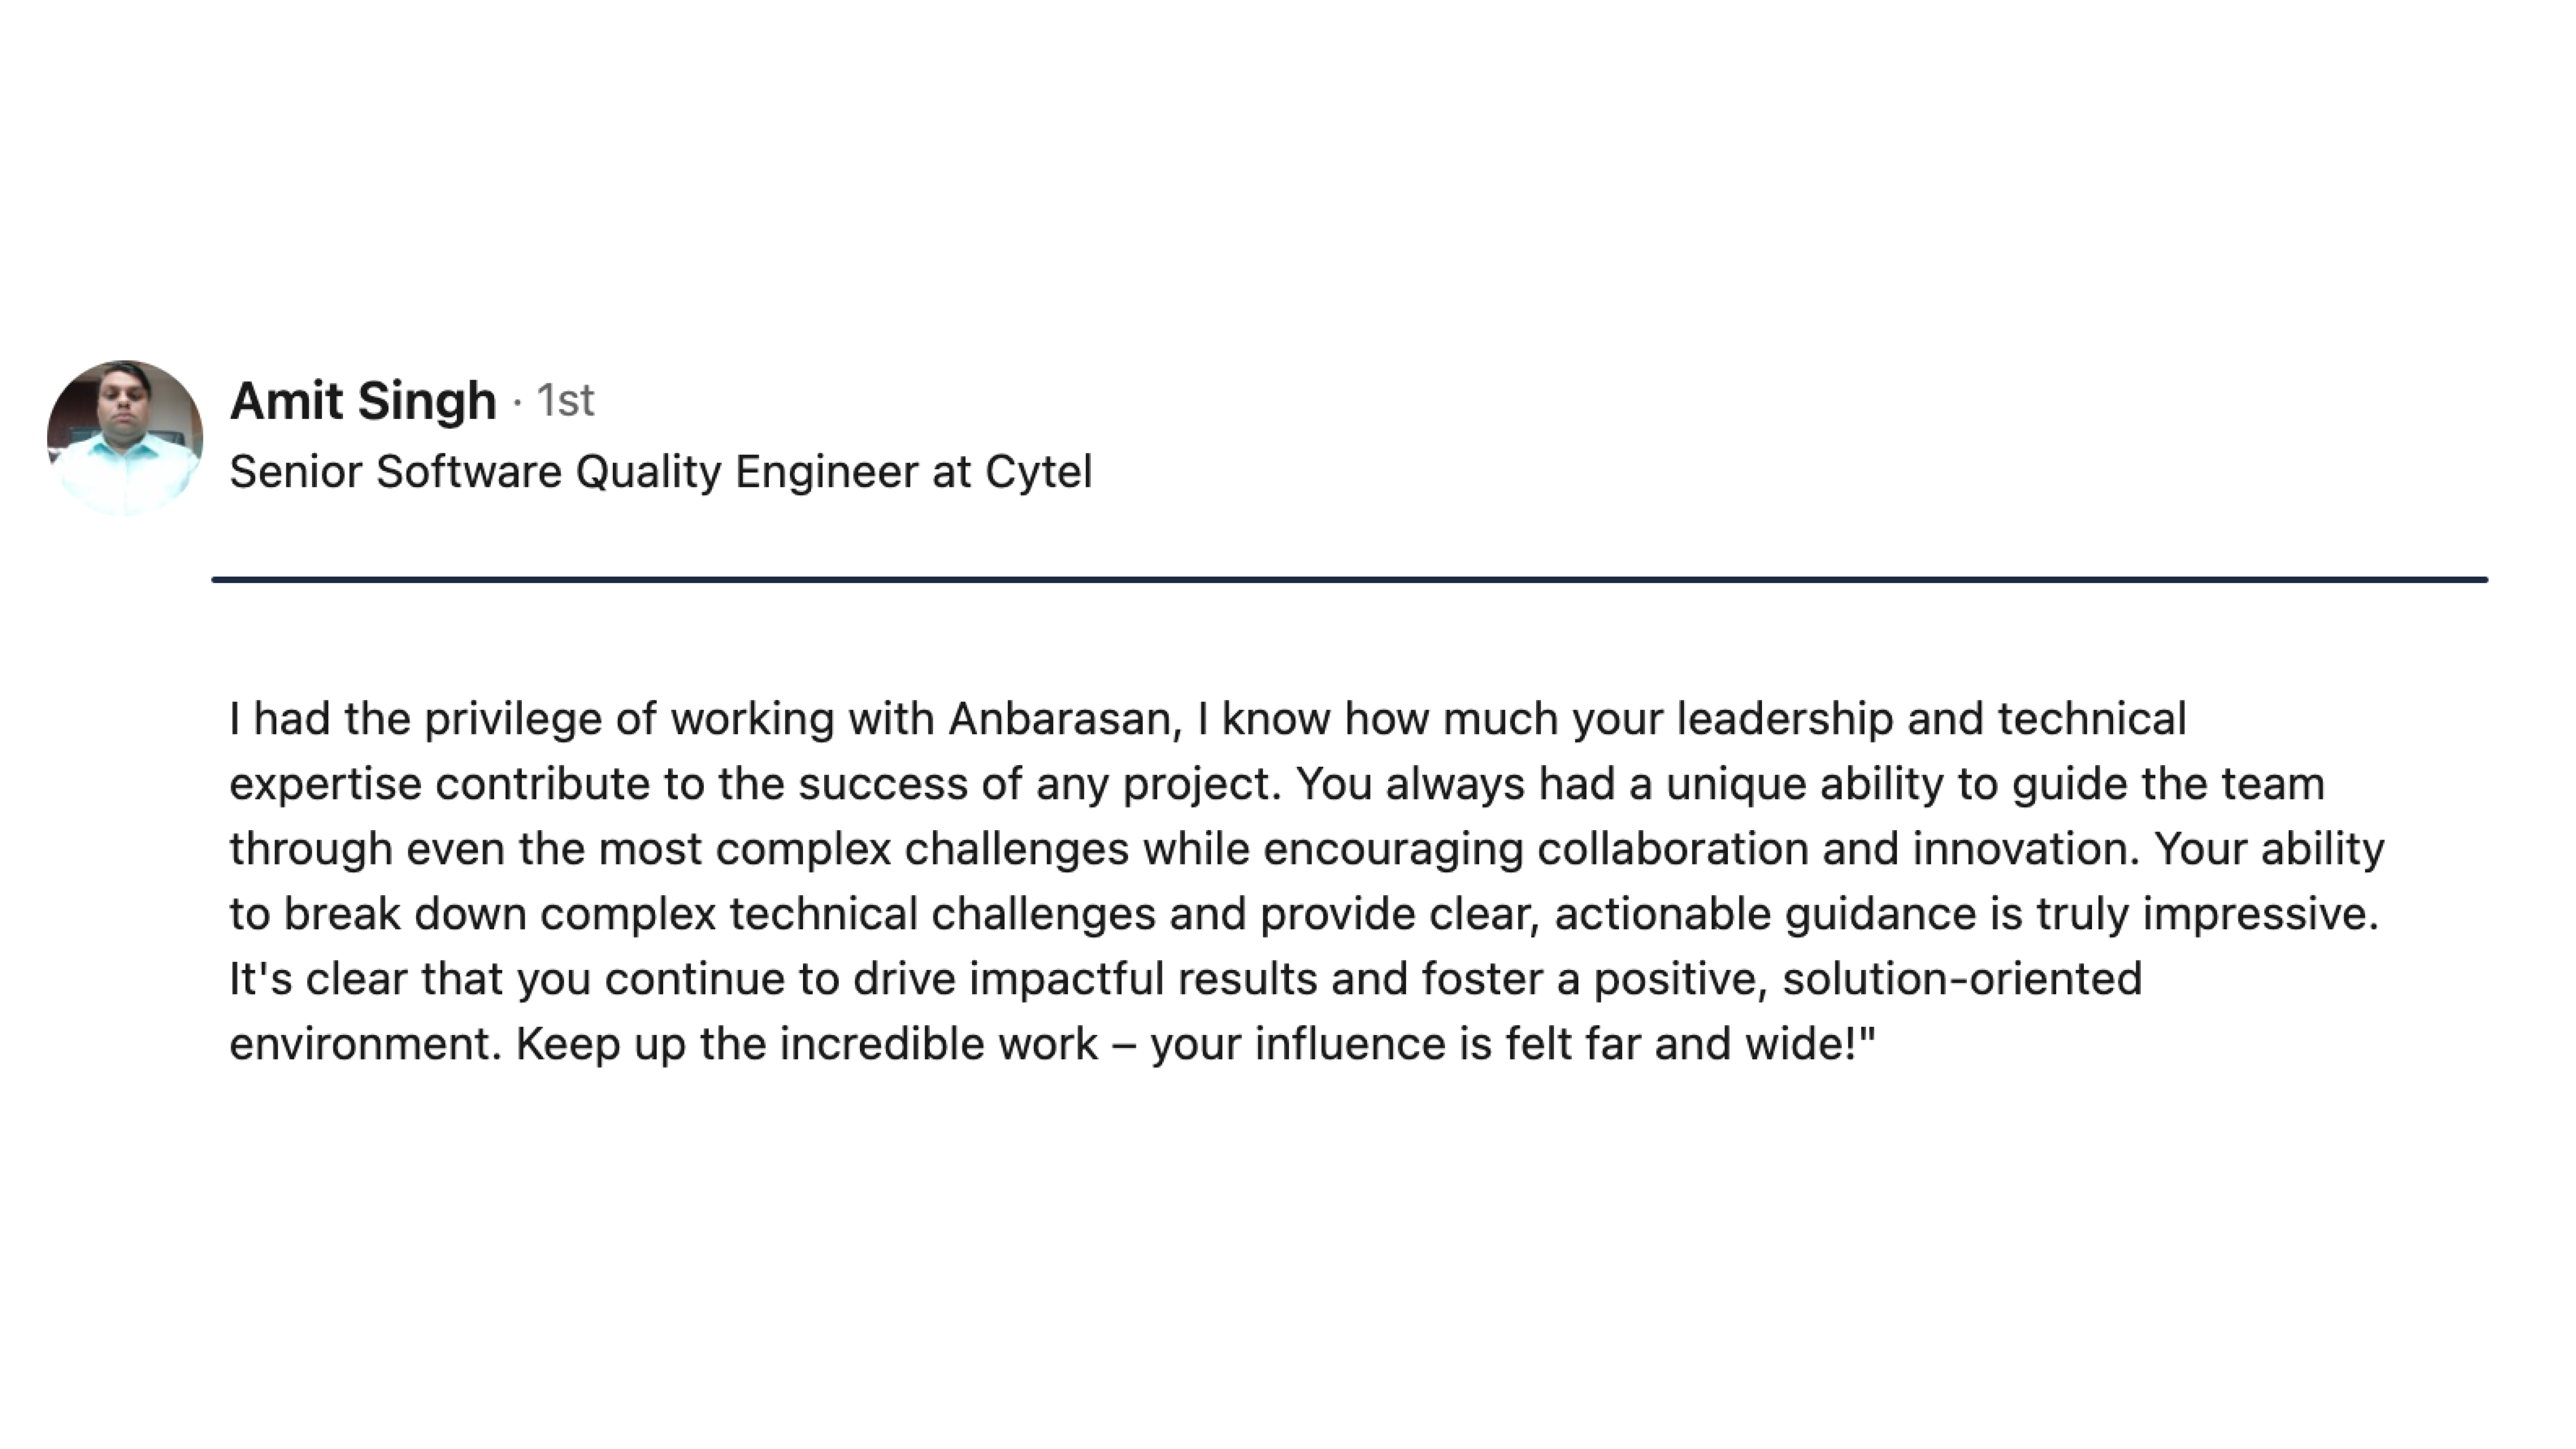 Amit Singh · 1st
Senior Software Quality Engineer at Cytel
I had the privilege of working with Anbarasan, I know how much your leadership and technical
expertise contribute to the success of any project. You always had a unique ability to guide the team
through even the most complex challenges while encouraging collaboration and innovation. Your ability
to break down complex technical challenges and provide clear, actionable guidance is truly impressive.
It's clear that you continue to drive impactful results and foster a positive, solution-oriented
environment. Keep up the incredible work – your influence is felt far and wide!"